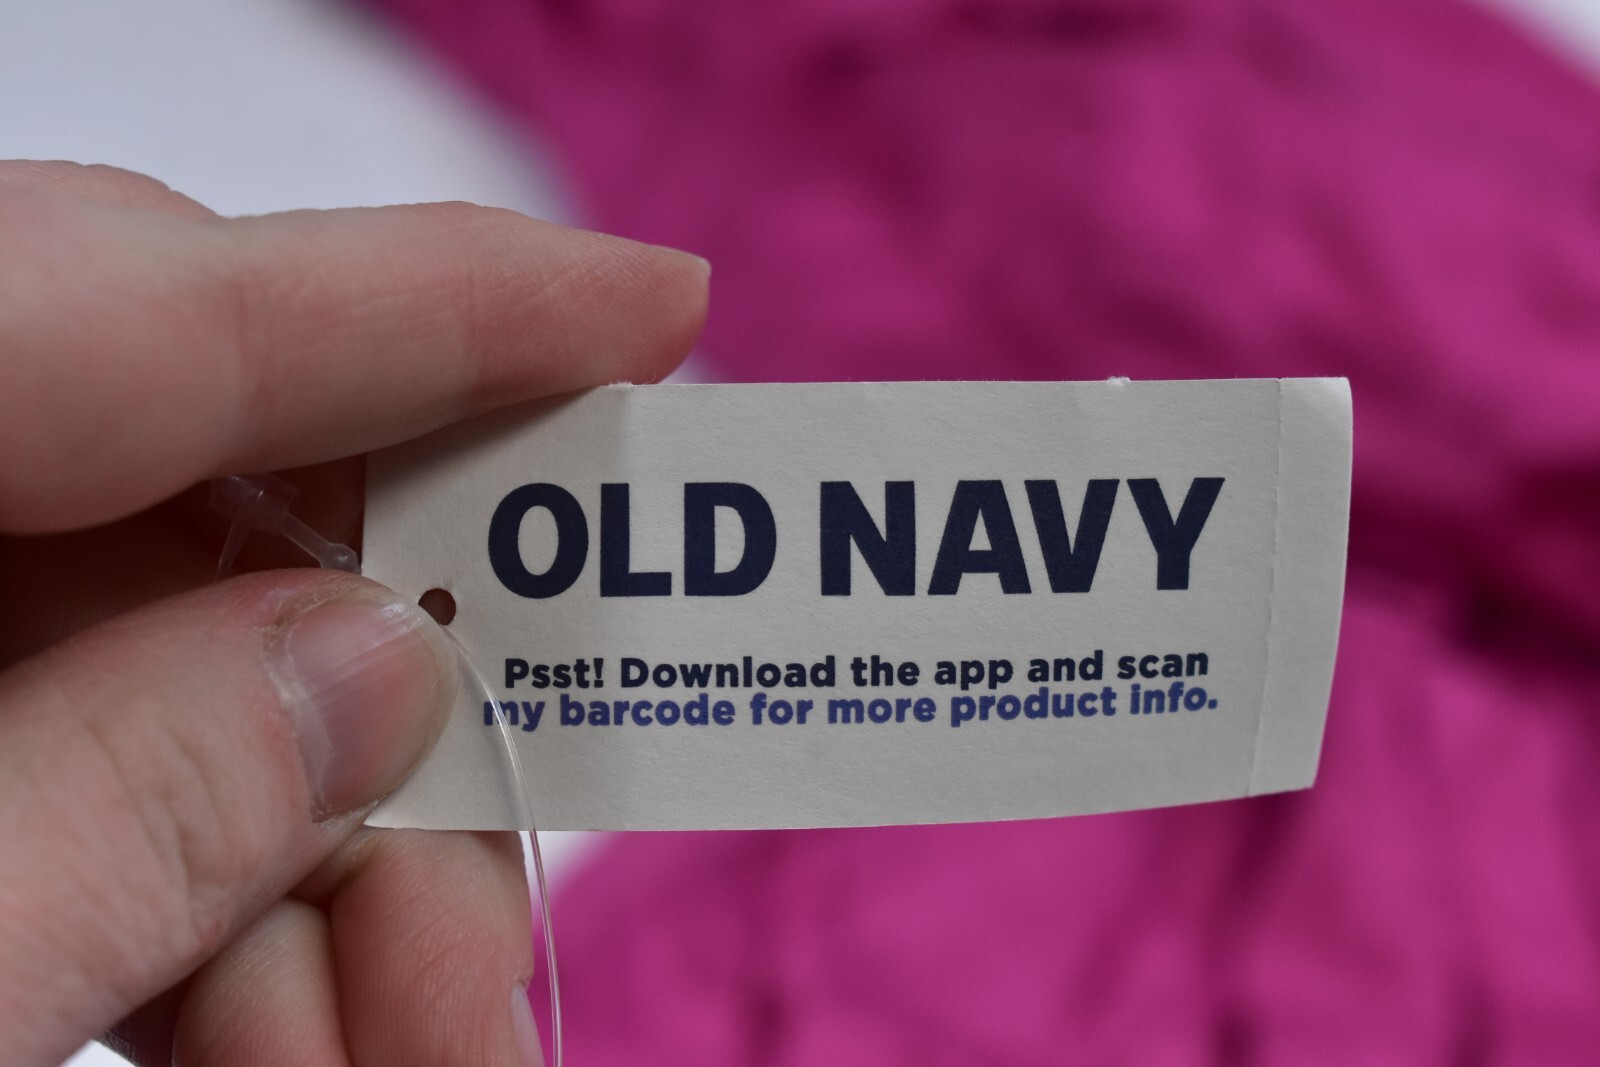 OLD NAVY
Psst! Download the app and scan
my barcode for more product info.